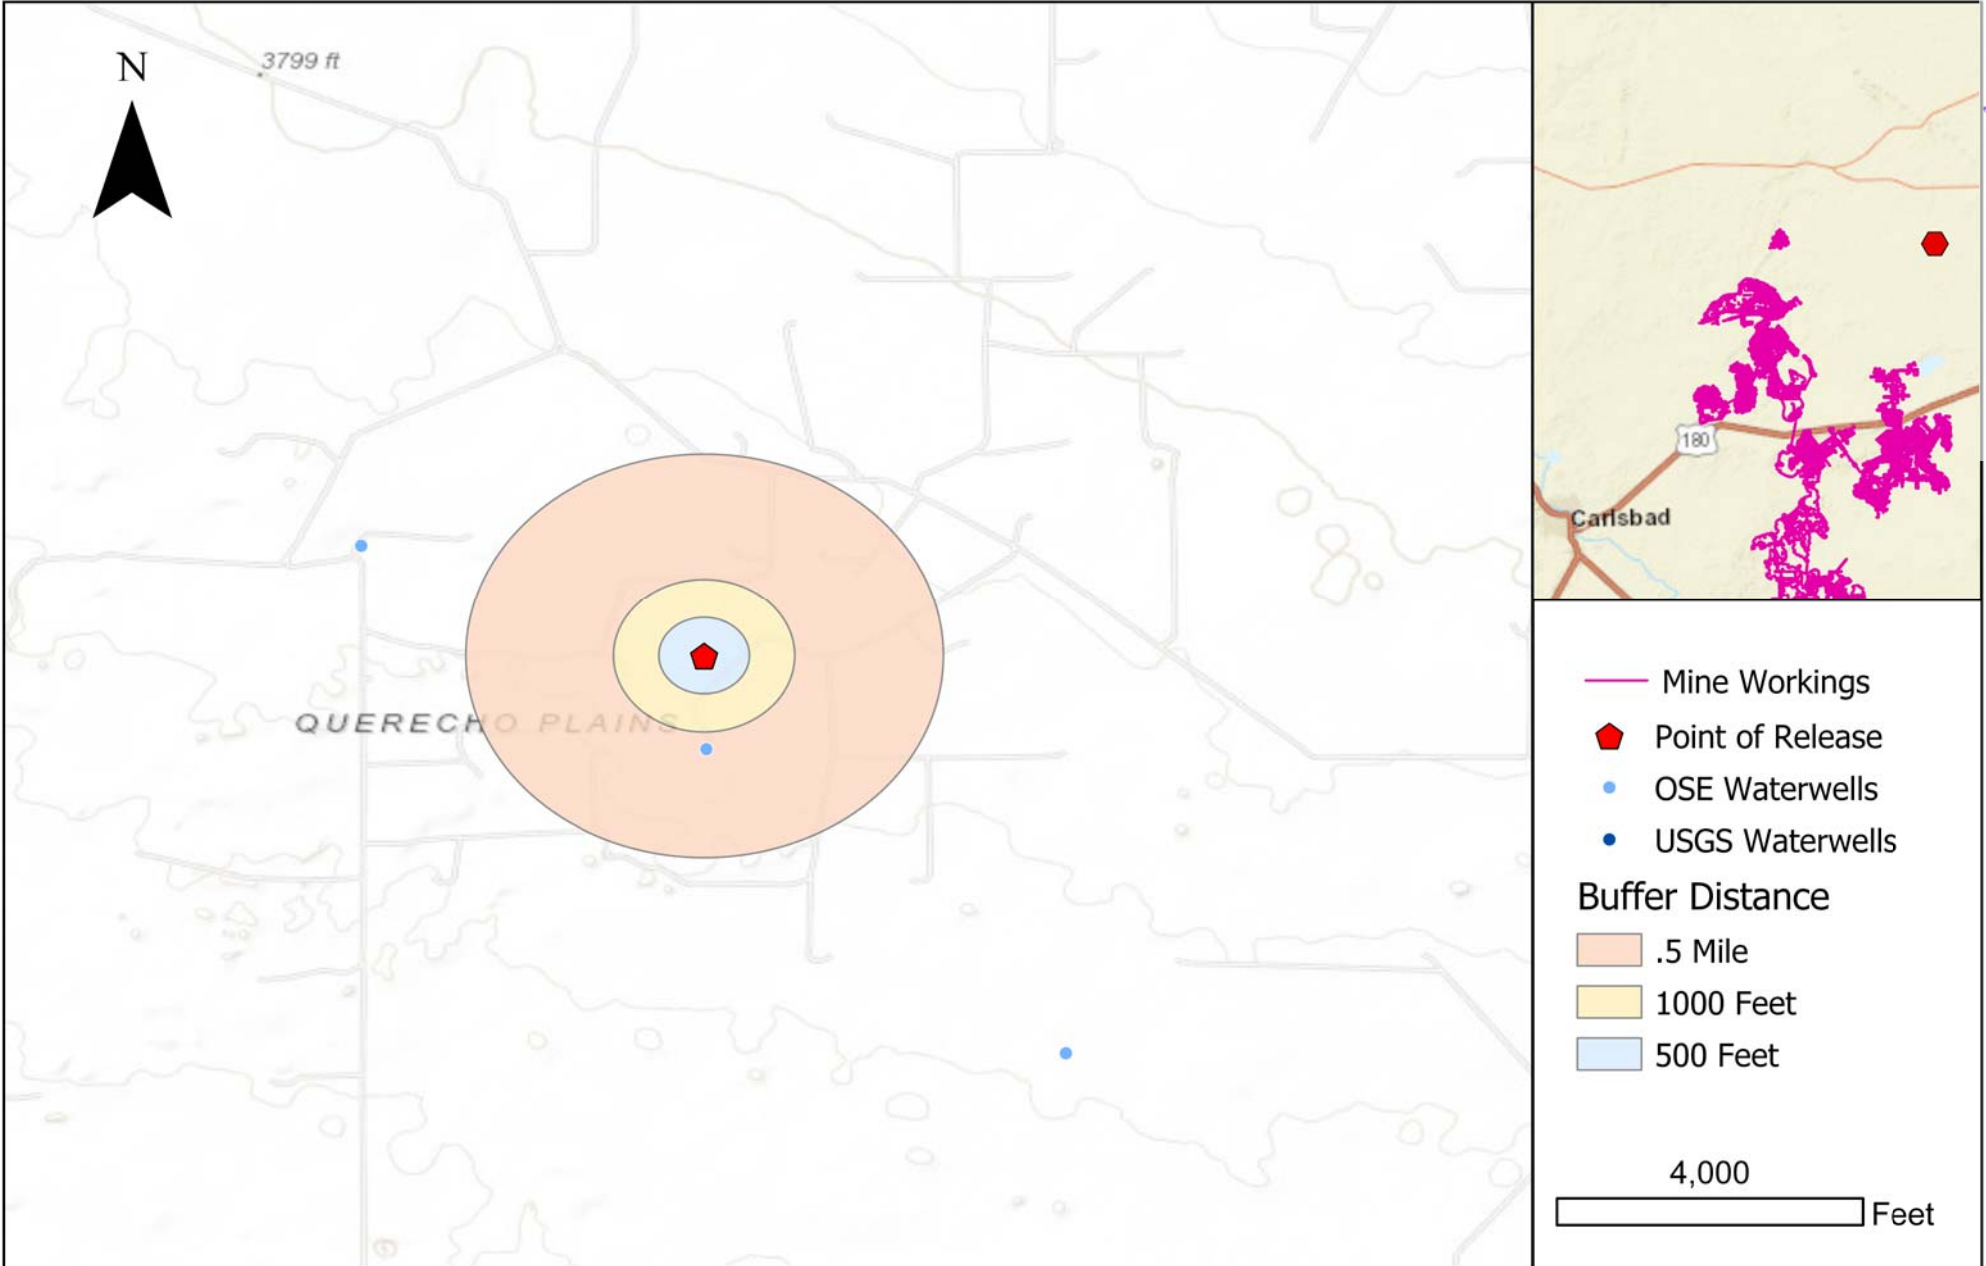 N
3799 ft
QUERECHO PLAINS
180
Carlsbad
Mine Workings
Point of Release
OSE Waterwells
USGS Waterwells
Buffer Distance
.5 Mile
1000 Feet
500 Feet
4,000
Feet